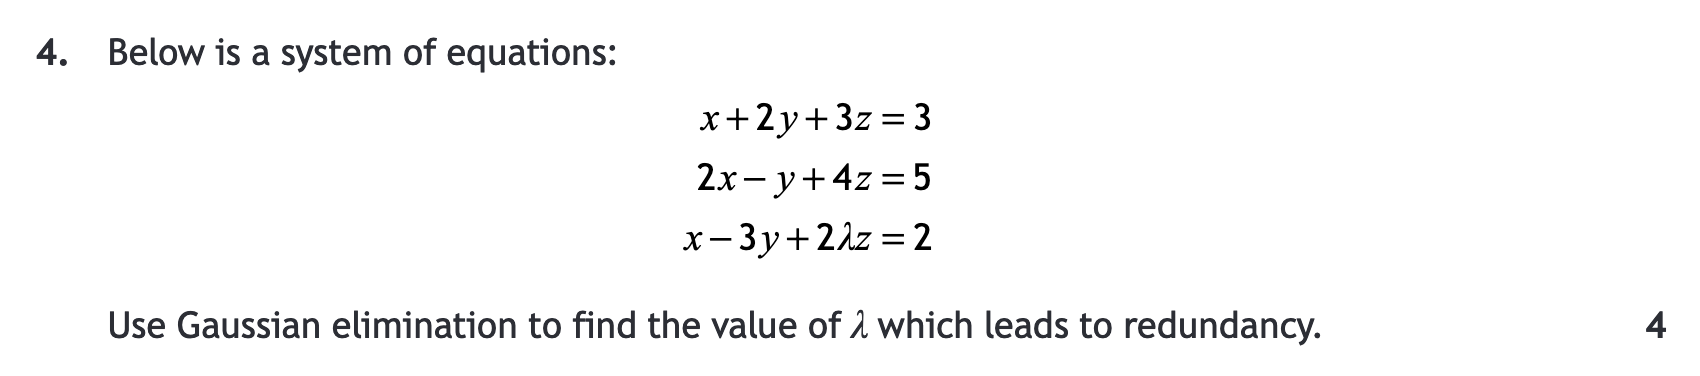 4. Below is a system of equations:
x+2y+3z=3
2x−y+4z=5
x−3y+2λz=2
Use Gaussian elimination to find the value of λ which leads to redundancy. 4